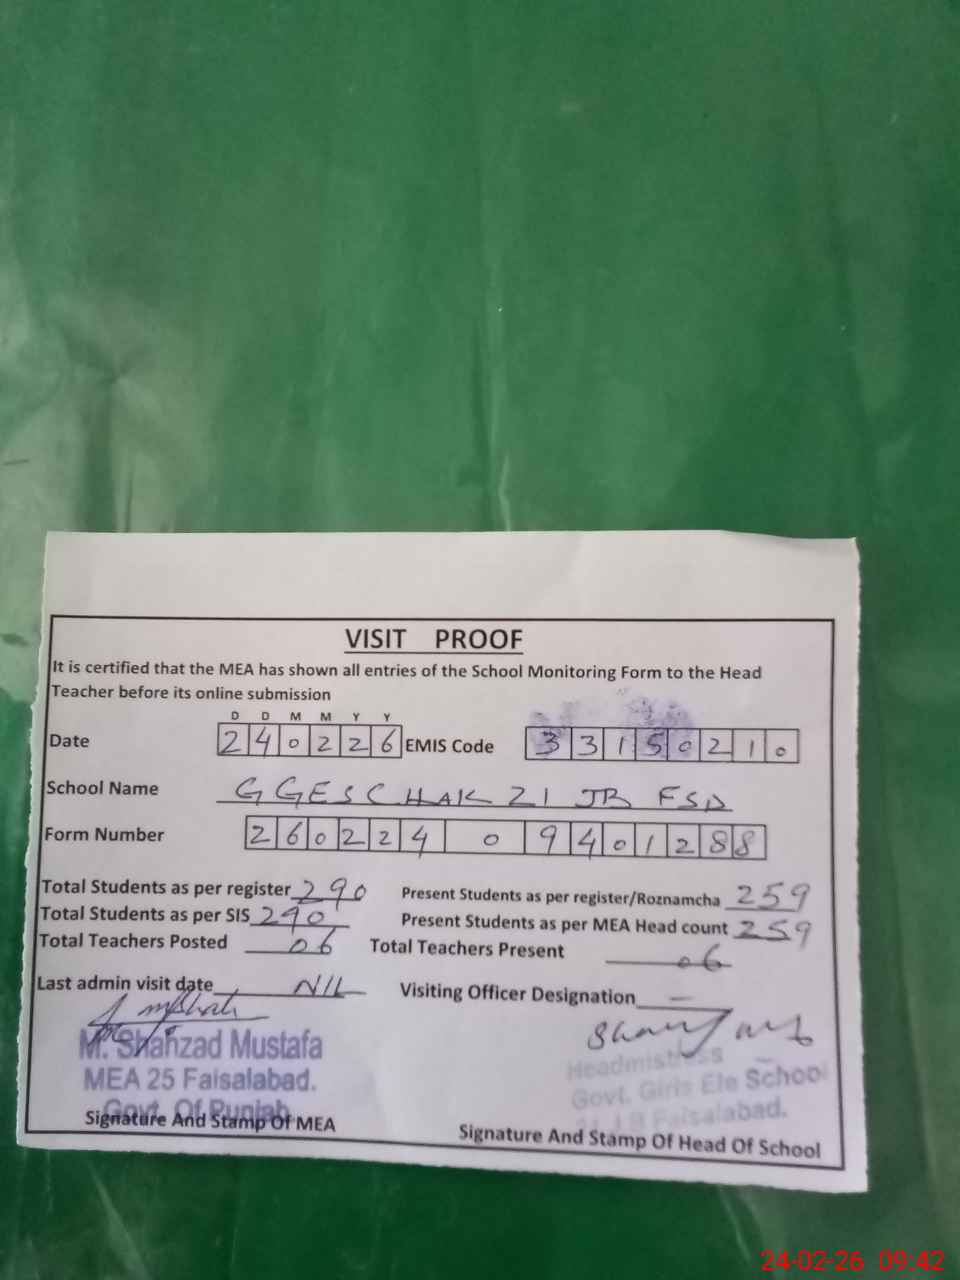 VISIT PROOF
It is certified that the MEA has shown all entries of the School Monitoring Form to the Head
Teacher before its online submission
D D M M Y Y
Date 240226 EMIS Code 33150210
School Name GGES CHAK 21 JB FSD
Form Number 260224 0 9401288
Total Students as per register 290 Present Students as per register/Roznamcha 259
Total Students as per SIS 290 Present Students as per MEA Head count 259
Total Teachers Posted 06 Total Teachers Present 06
Last admin visit date NIL Visiting Officer Designation —
M. Shahzad Mustafa
MEA 25 Faisalabad.
Govt. Of Punjab
Signature And Stamp Of MEA
Headmistress
Govt. Girls Ele School
J.B Faisalabad.
Signature And Stamp Of Head Of School
24-02-26 09:42